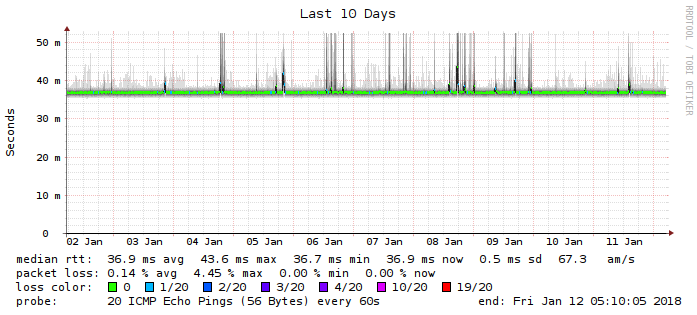 Last 10 Days
RRDTOOL / TOBI OETIKER
Seconds
50 m
40 m
30 m
20 m
10 m
0
02 Jan 03 Jan 04 Jan 05 Jan 06 Jan 07 Jan 08 Jan 09 Jan 10 Jan 11 Jan
median rtt: 36.9 ms avg 43.6 ms max 36.7 ms min 36.9 ms now 0.5 ms sd 67.3 am/s
packet loss: 0.14 % avg 4.45 % max 0.00 % min 0.00 % now
loss color: 0 1/20 2/20 3/20 4/20 10/20 19/20
probe: 20 ICMP Echo Pings (56 Bytes) every 60s end: Fri Jan 12 05:10:05 2018